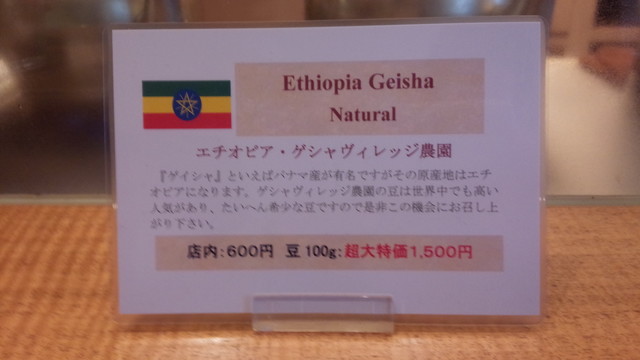 Ethiopia Geisha
Natural
エチオピア・ゲシャヴィレッジ農園
『ゲイシャ』といえばパナマ産が有名ですがその原産地はエチ
オピアになります。ゲシャヴィレッジ農園の豆は世界中でも高い
人気があり、たいへん希少な豆ですので是非この機会にお召し上
がり下さい。
店内：600円 豆 100g：超大特価1,500円